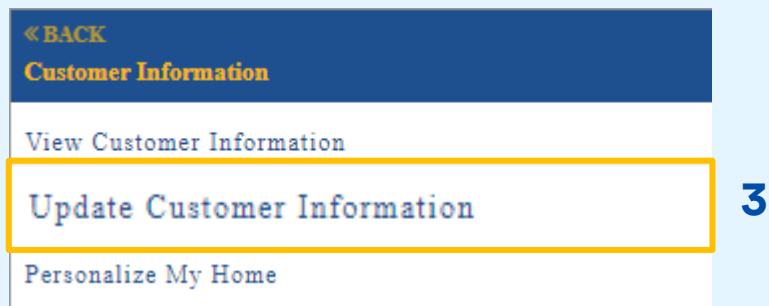 «BACK
Customer Information
View Customer Information
Update Customer Information
3
Personalize My Home